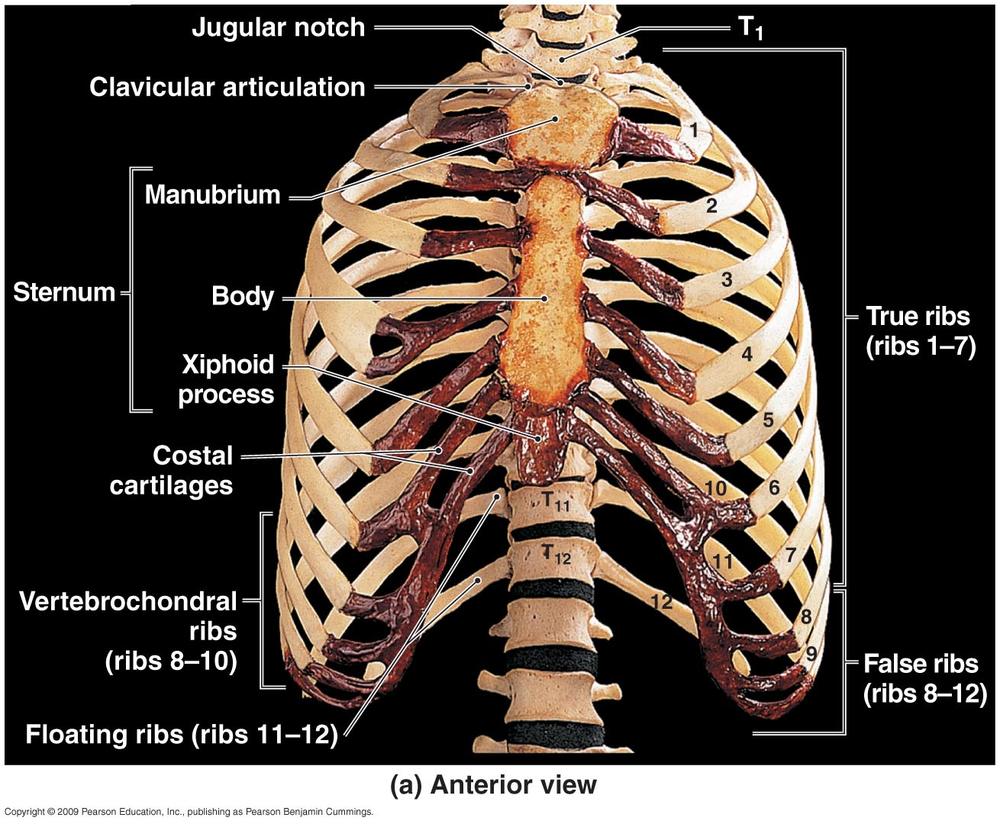 Jugular notch
T1
Clavicular articulation
1
Manubrium
2
3
Sternum
Body
True ribs
(ribs 1–7)
4
Xiphoid
process
5
Costal
cartilages
10
6
T11
T12
11
7
Vertebrochondral
ribs
(ribs 8–10)
12
8
9
False ribs
(ribs 8–12)
Floating ribs (ribs 11–12)
(a) Anterior view
Copyright © 2009 Pearson Education, Inc., publishing as Pearson Benjamin Cummings.